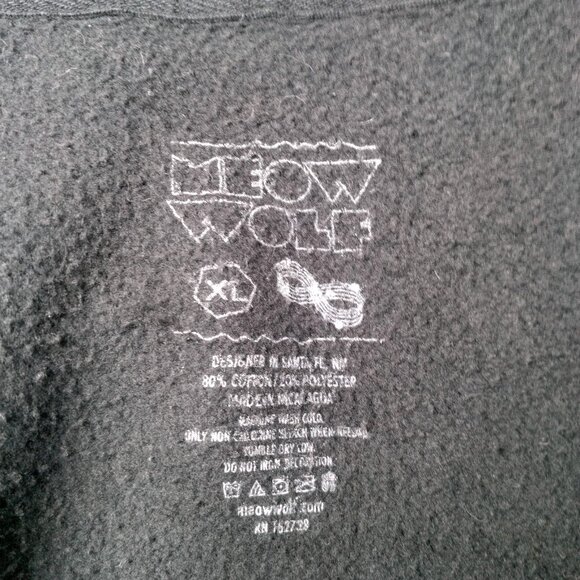 MEOW
WOLF
XL
DESIGNED IN SANTA FE, NM
80% COTTON/20% POLYESTER
MADE IN NICARAGUA
MACHINE WASH COLD.
ONLY NON CHLORINE BLEACH WHEN NEEDED.
TUMBLE DRY LOW.
DO NOT IRON DECORATION.
meowwolf.com
RN 152738